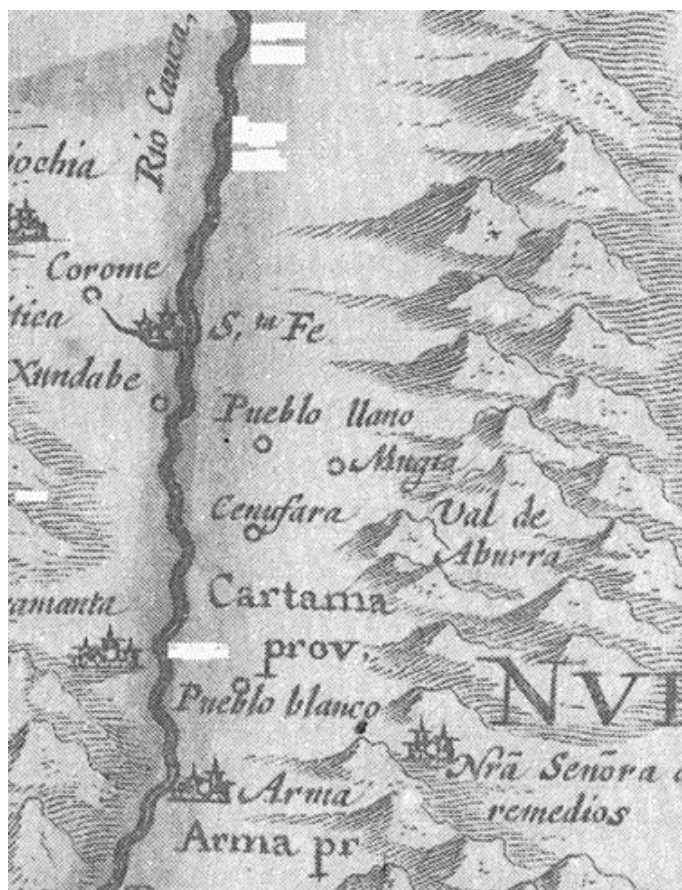 Rio Cauca,
iochia
Corome
S.ta Fe
tica
Xundabe
Pueblo llano
Mugia
Cenufara
Val de
Aburra
amanta
Cartama
prov.
Pueblo blanco
NVE
Nrã Señora d
remedios
Arma
Arma pr